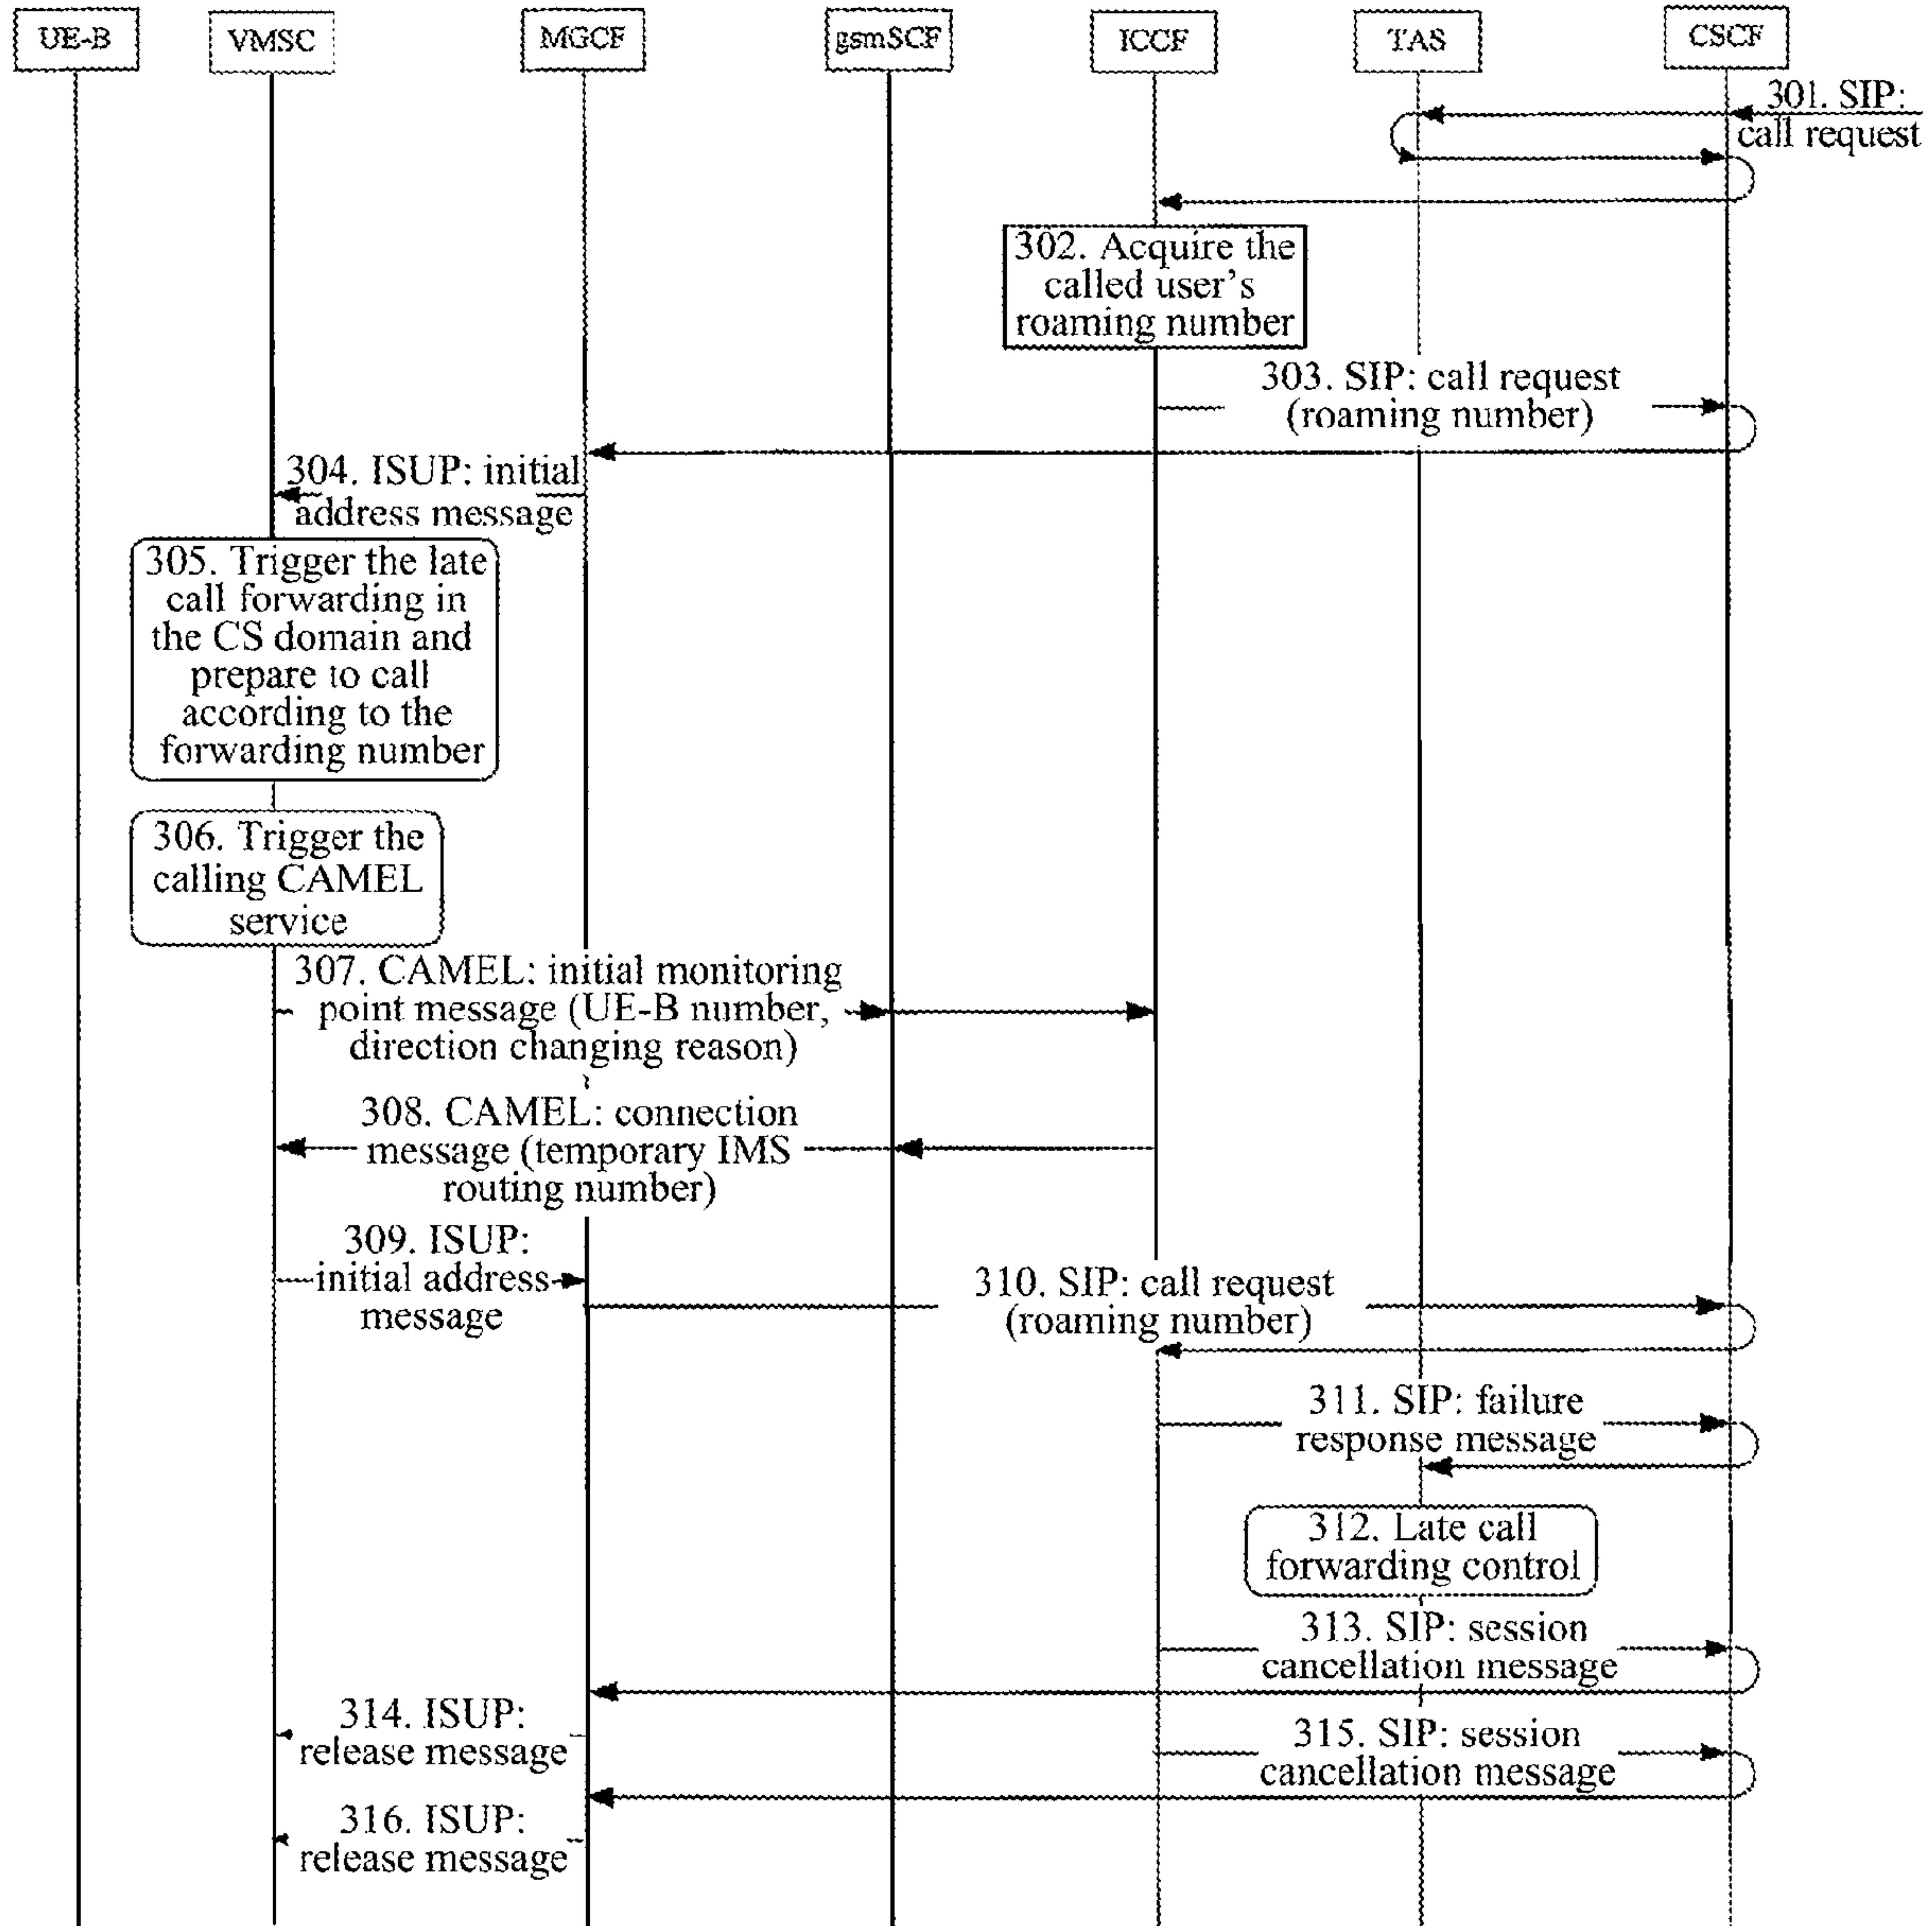 UE-B
VMSC
MGCF
gsmSCF
ICCF
TAS
CSCF
301. SIP:
call request
302. Acquire the
called user's
roaming number
303. SIP: call request
(roaming number)
304. ISUP: initial
address message
305. Trigger the late
call forwarding in
the CS domain and
prepare to call
according to the
forwarding number
306. Trigger the
calling CAMEL
service
307. CAMEL: initial monitoring
point message (UE-B number,
direction changing reason)
308. CAMEL: connection
message (temporary IMS
routing number)
309. ISUP:
initial address
message
310. SIP: call request
(roaming number)
311. SIP: failure
response message
312. Late call
forwarding control
313. SIP: session
cancellation message
314. ISUP:
release message
315. SIP: session
cancellation message
316. ISUP:
release message